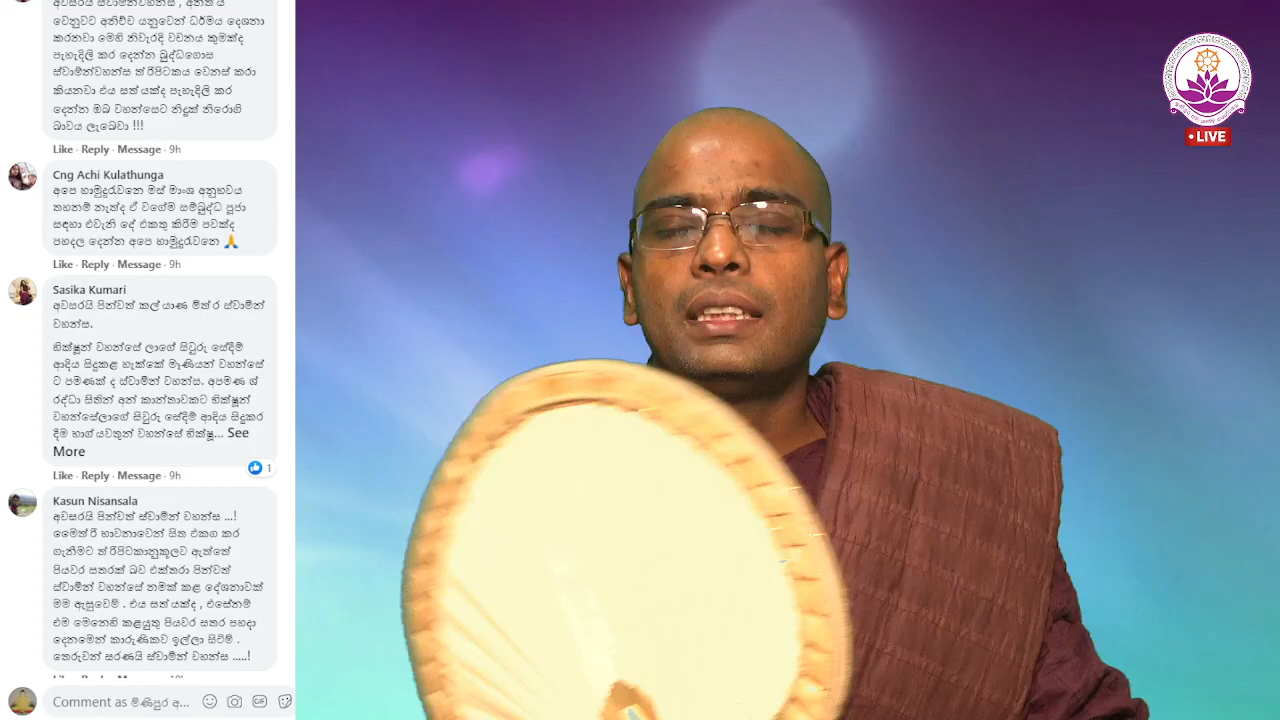 අවසරයි ස්වාමින්වහන්ස , අනිත් ය
වෙනුවට අනිච්ච යනුවෙන් ධර්මය දෙශනා
කරනවා මෙහි නිවැරදි වචනය කුමක්ද
පැහැදිලි කර දෙන්න බුද්ධගොස
ස්වාමින්වහන්ස ත් රිපිටකය වෙනස් කරා
කියනවා එය සත් යක්ද පැහැදිලි කර
දෙන්න ඔබ වහන්සෙට නිදුක් නිරොගි
බාවය ලැබෙවා !!!
Like · Reply · Message · 9h
Cng Achi Kulathunga
අපෙ හාමුදුරුවනෙ මස් මාංශ අනුභවය
තහනම් නැත්ද ඒ වගේම සම්බුද්ධ පූජා
සඳහා එවැනි දේ එකතු කිරීම පවක්ද
පහදල දෙන්න අපෙ හාමුදුරුවනෙ 🙏
Like · Reply · Message · 9h
Sasika Kumari
අවසරයි පින්වත් කල් යාණ මිත් ර ස්වාමින්
වහන්ස.
භික්ෂූන් වහන්සේ ලාගේ සිවුරු සේදීම්
ආදිය සිදුකළ හැක්කේ මෑණියන් වහන්සේ
ට පමණක් ද ස්වාමින් වහන්ස. අපමණ ශ්
රද්ධා සිතින් අන් කාන්තාවකට භික්ෂූන්
වහන්සේලාගේ සිවුරු සේදීම් ආදිය සිදුකර
දීම භාග් යවතුන් වහන්සේ භික්ෂු... See
More
1
Like · Reply · Message · 9h
Kasun Nisansala
අවසරයි පින්වත් ස්වාමින් වහන්ස ...!
මෛත් රී භාවනාවෙන් සිත එකග කර
ගැනීමට ත් රිපිටකානුකූලව ඇත්තේ
පියවර සතරක් බව එක්තරා පින්වත්
ස්වාමින් වහන්සේ නමක් කළ දේශනාවක්
මම ඇසුවෙමි . එය සත් යක්ද , එසේනම්
එම මෙනෙහි කළයුතු පියවර සතර පහදා
දෙනමෙන් කාරුණිකව ඉල්ලා සිටිමි .
තෙරුවන් සරණයි ස්වාමින් වහන්ස .....!
Comment as මිණිපුර අ...
GIF
LIVE